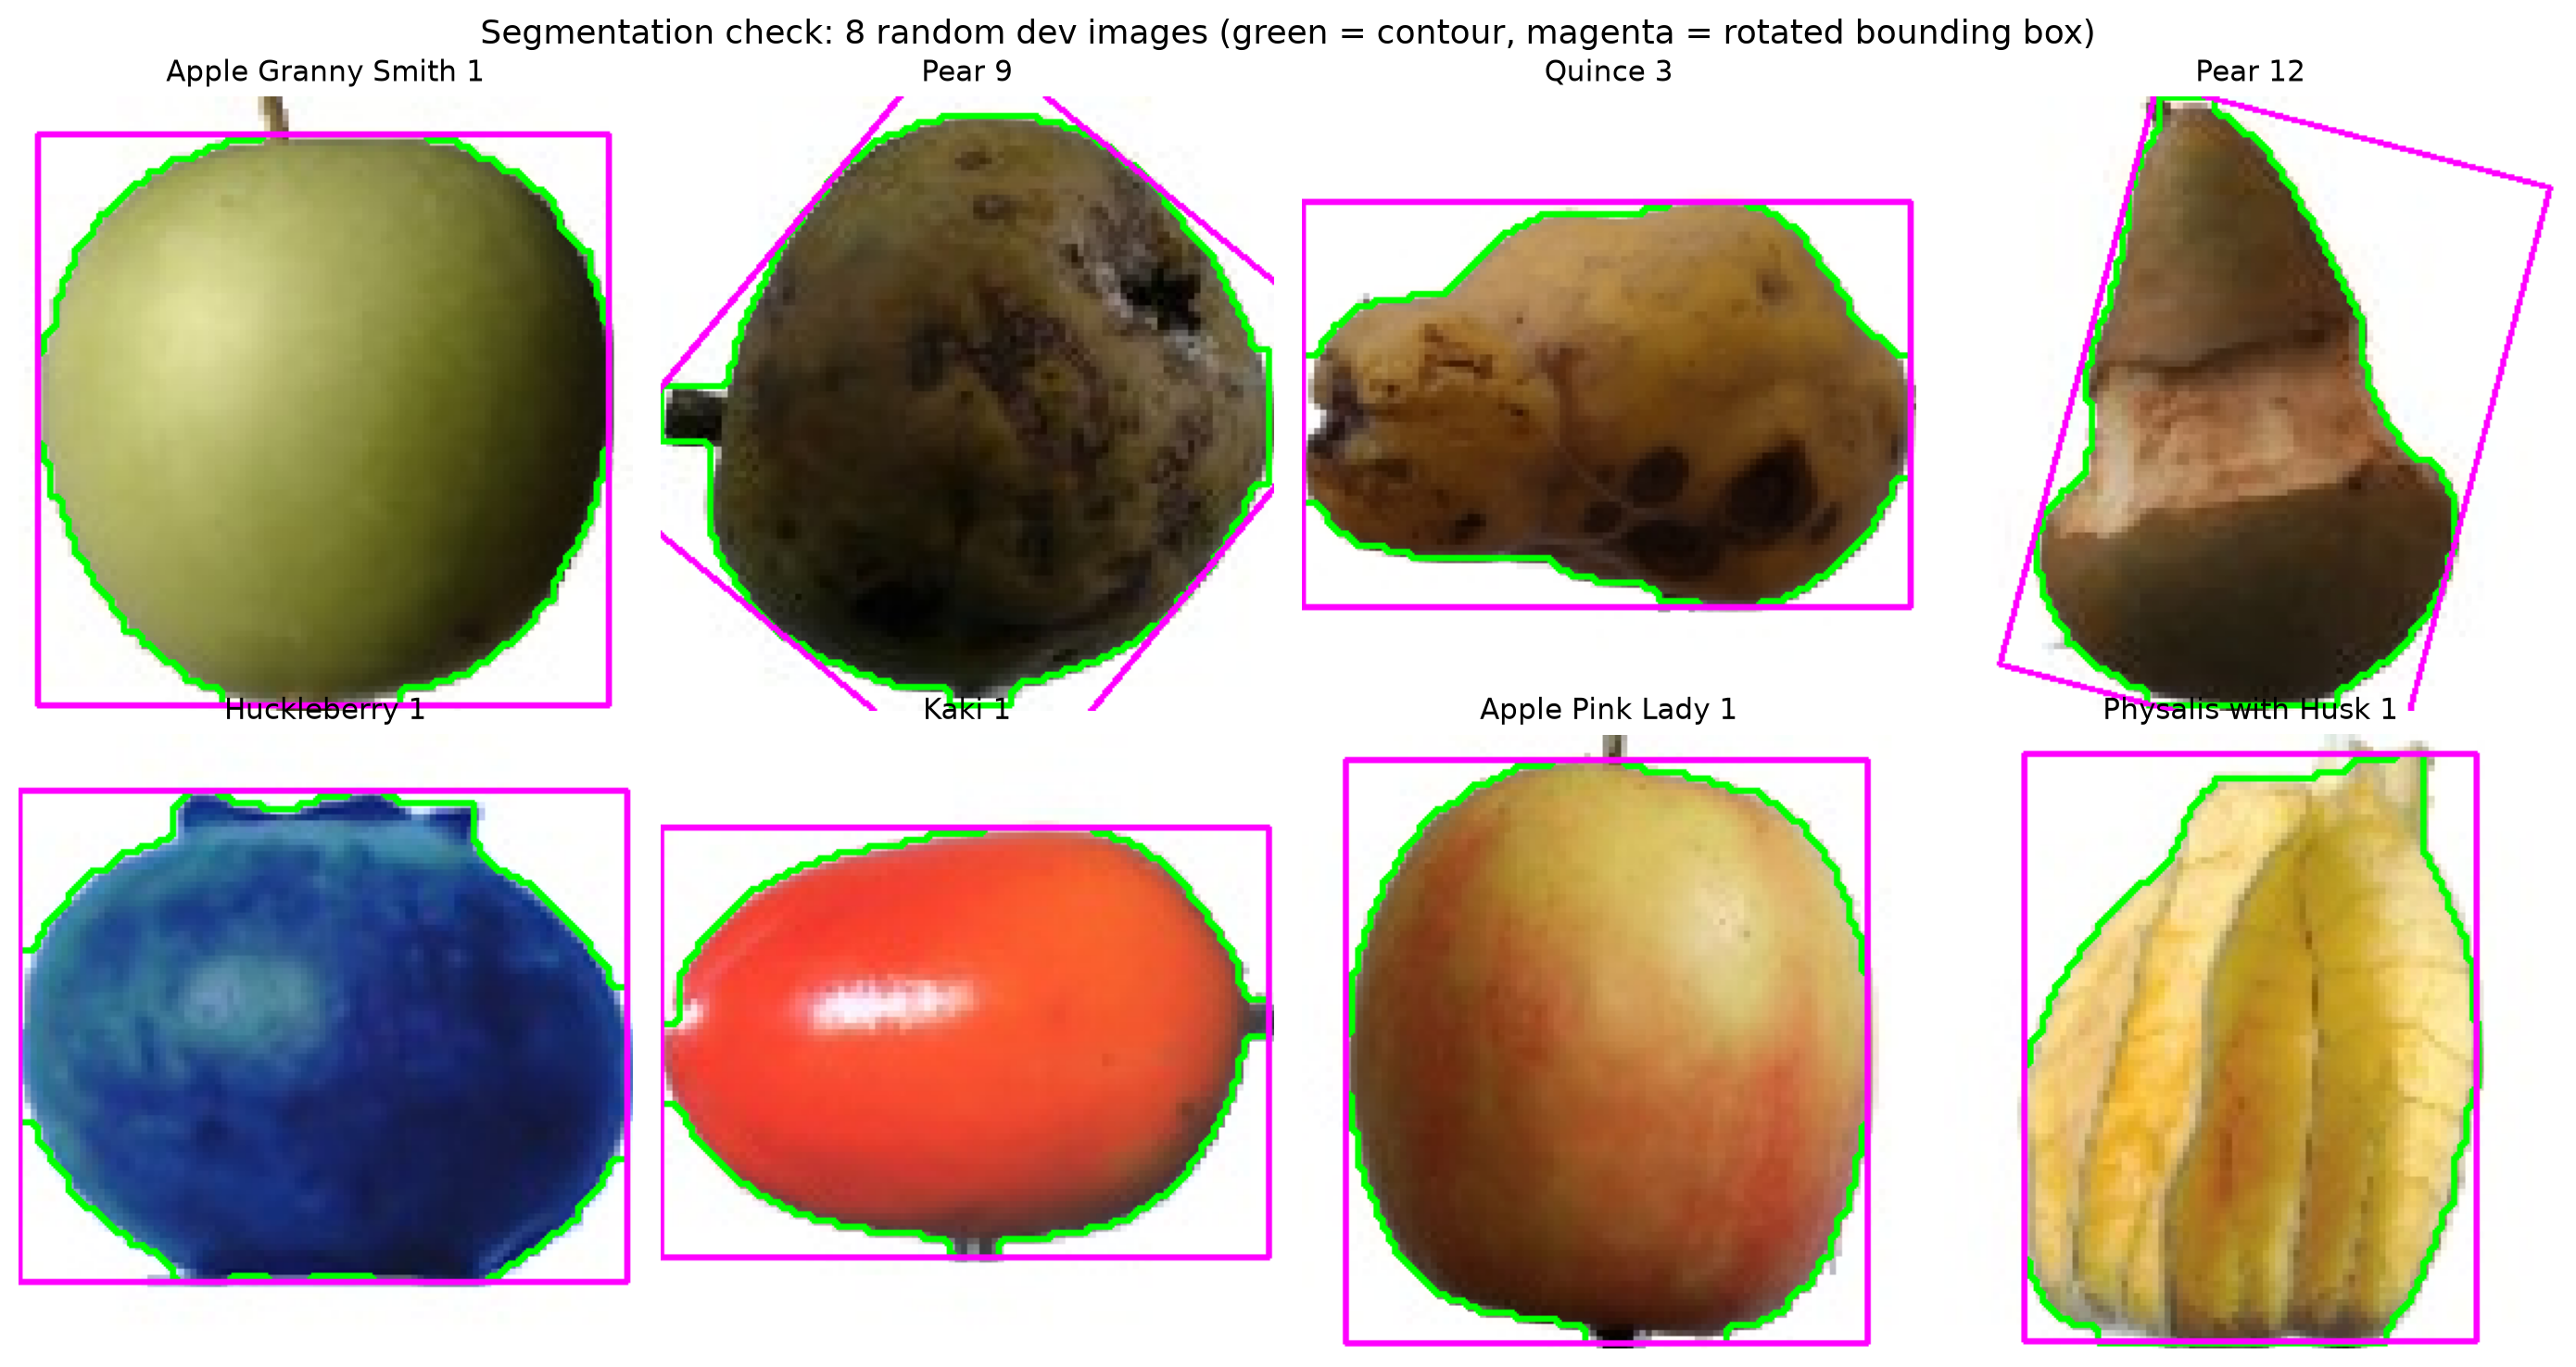 Segmentation check: 8 random dev images (green = contour, magenta = rotated bounding box)
Apple Granny Smith 1
Pear 9
Quince 3
Pear 12
Huckleberry 1
Kaki 1
Apple Pink Lady 1
Physalis with Husk 1